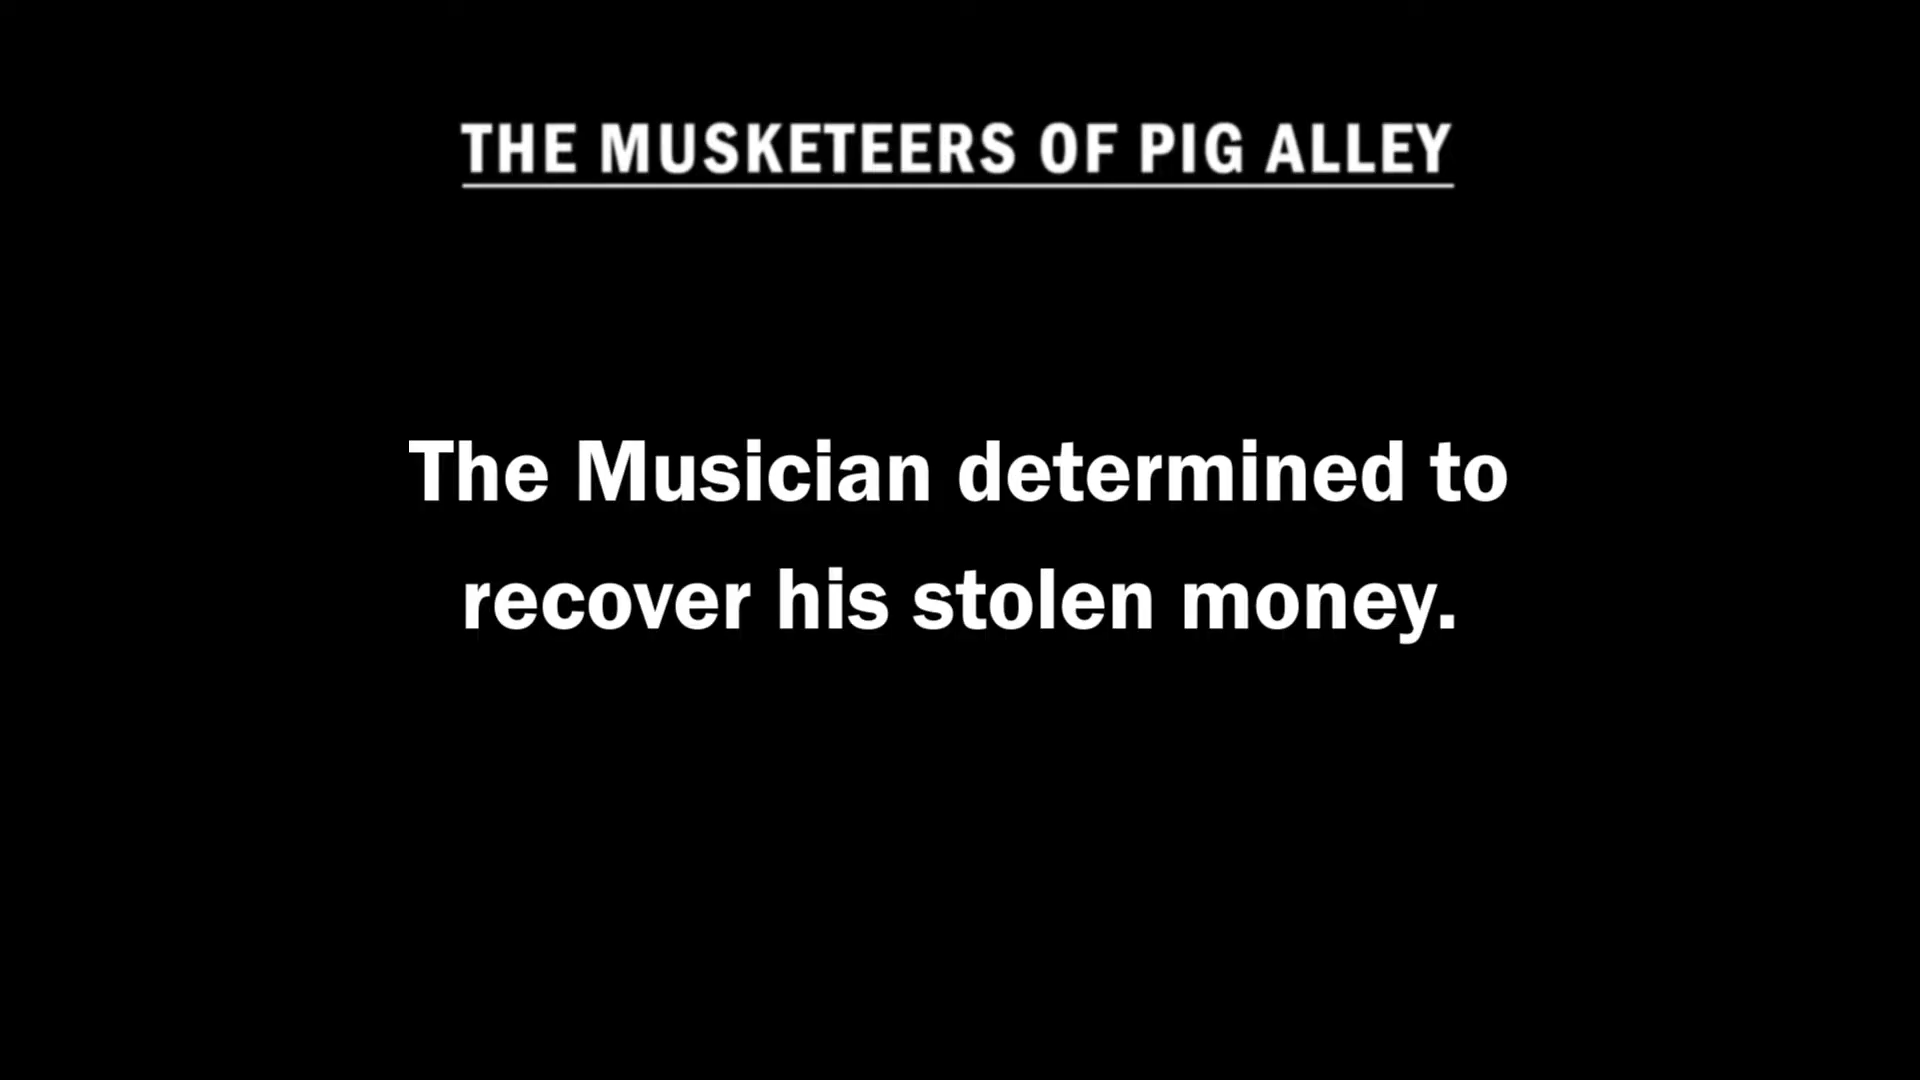 THE MUSKETEERS OF PIG ALLEY
The Musician determined to
recover his stolen money.